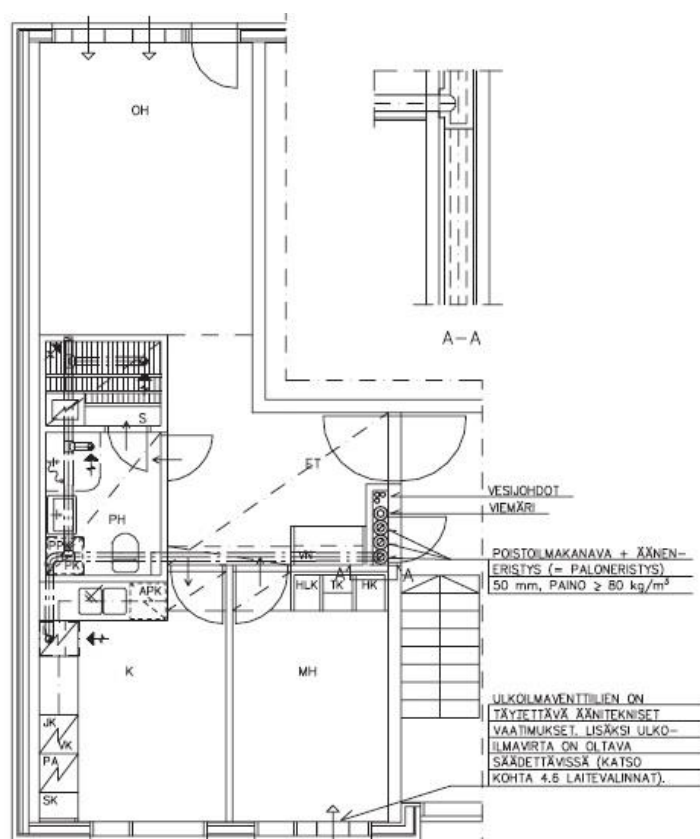 OH
A-A
S
ET
PH
VN
PK
APK
HLK
A
TK
HK
A
K
MH
JK
VK
PA
SK
VESIJOHDOT
VIEMÄRI
POISTOILMAKANAVA + ÄÄNEN-
ERISTYS (= PALONERISTYS)
50 mm, PAINO ≥ 80 kg/m³
ULKOILMAVENTTIILIEN ON
TÄYTETTÄVÄ ÄÄNITEKNISET
VAATIMUKSET. LISÄKSI ULKO-
ILMAVIRTA ON OLTAVA
SÄÄDETTÄVISSÄ (KATSO
KOHTA 4.6 LAITEVALINNAT).